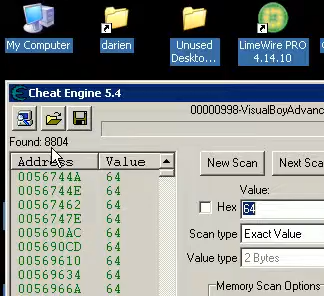 My Computer
darien
Unused
Deskto...
LimeWire PRO
4.14.10
Cheat Engine 5.4
00000998-VisualBoyAdvanc
Found: 8804
Address
Value
New Scan
Next Scan
0056744A 64
0056744E 64
00567462 64
0056747E 64
005690AC 64
005690CD 64
00569610 64
00569634 64
0056966A 64
Value:
Hex
64
Scan type
Exact Value
Value type
2 Bytes
Memory Scan Options